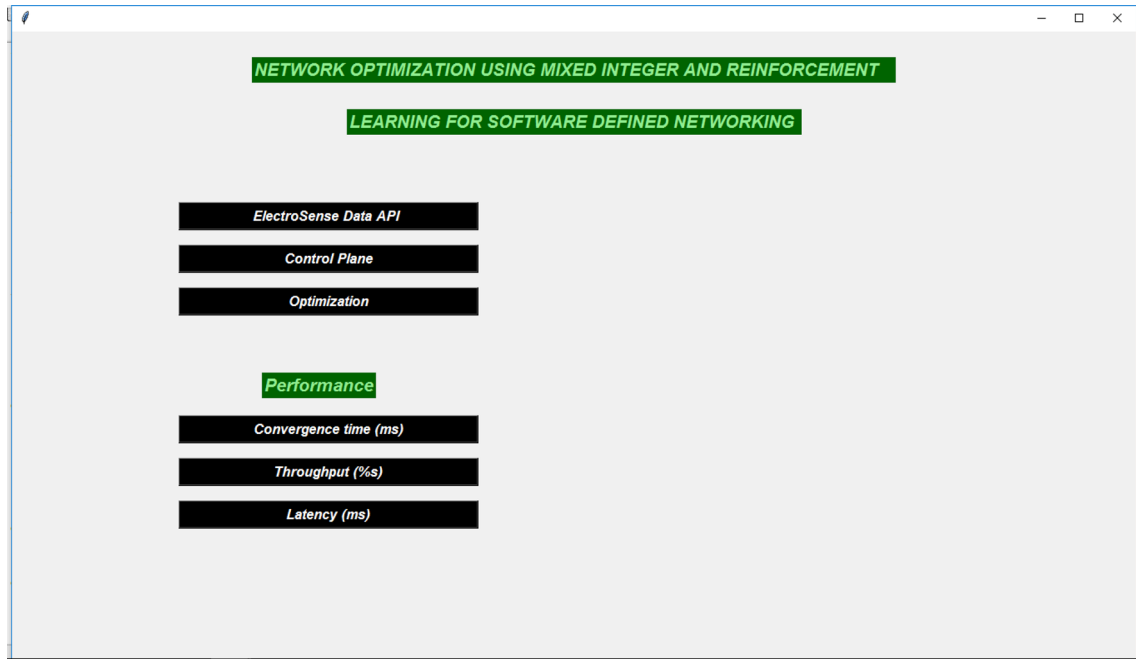 NETWORK OPTIMIZATION USING MIXED INTEGER AND REINFORCEMENT
LEARNING FOR SOFTWARE DEFINED NETWORKING
ElectroSense Data API
Control Plane
Optimization
Performance
Convergence time (ms)
Throughput (%s)
Latency (ms)